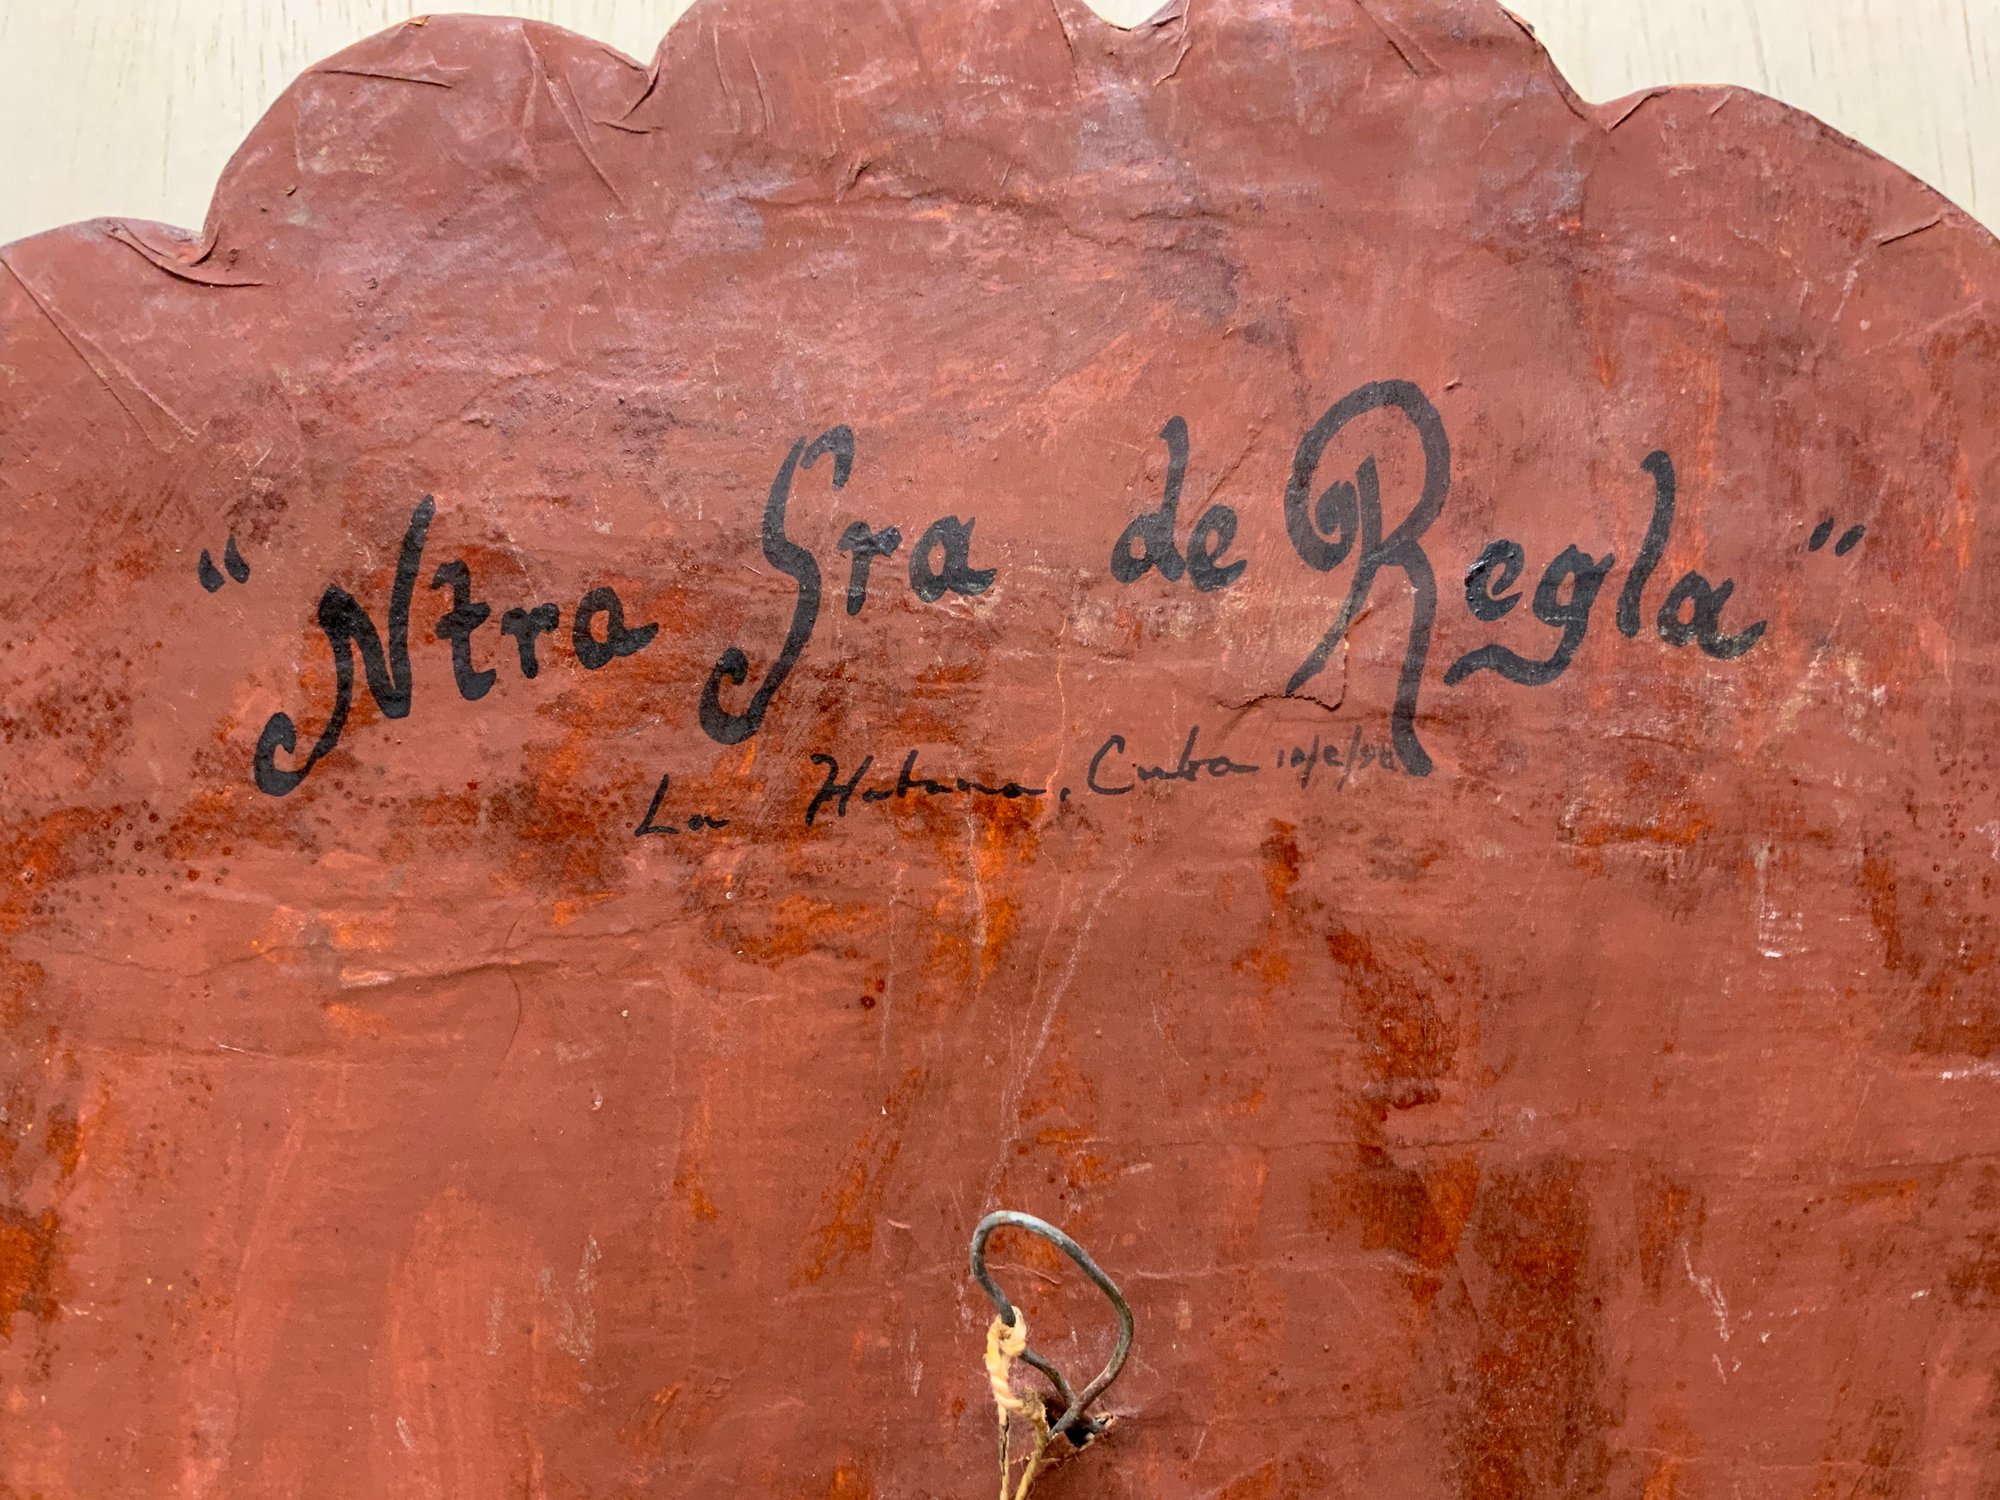 "Ntra Sra de Regla"
La Habana, Cuba